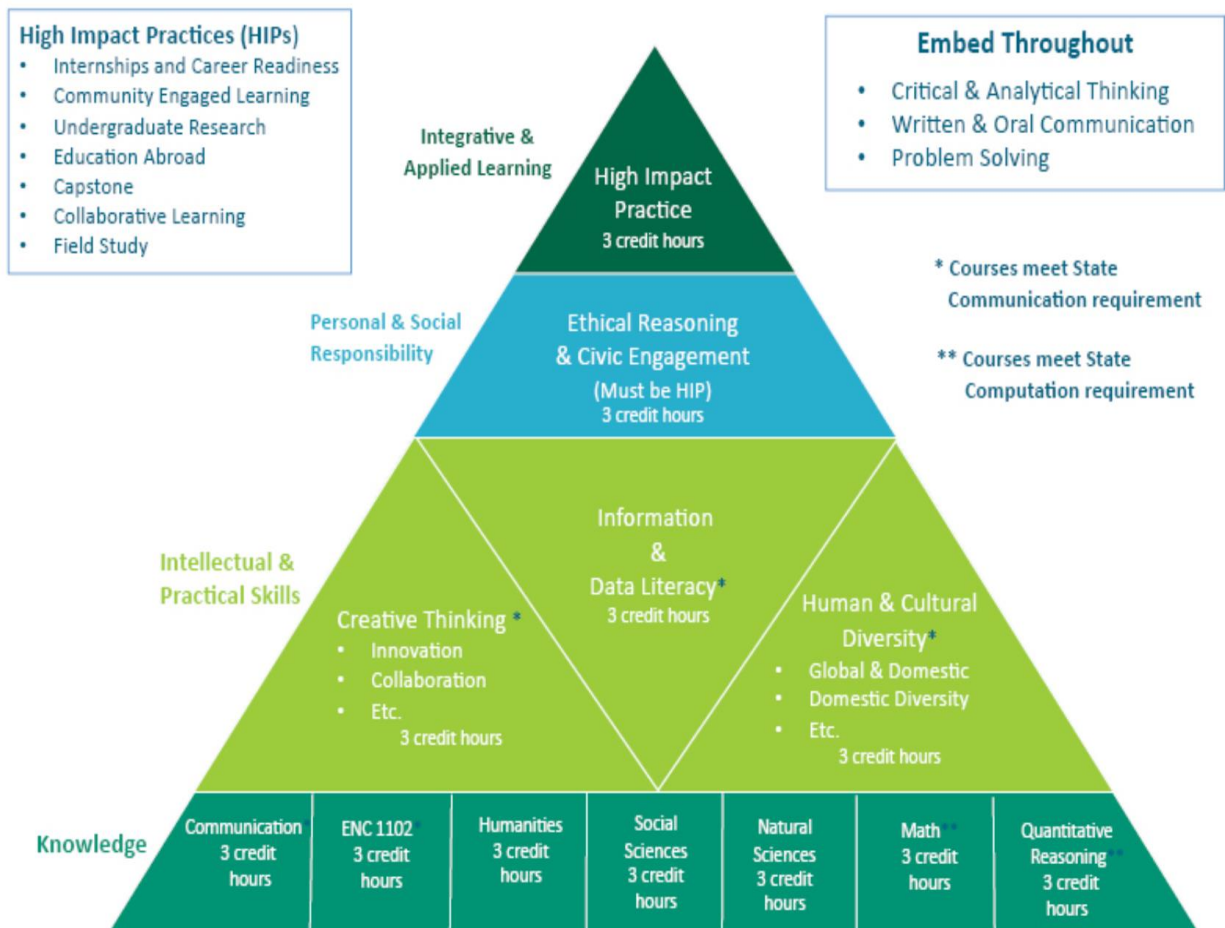 High Impact Practices (HIPs)
• Internships and Career Readiness
• Community Engaged Learning
• Undergraduate Research
• Education Abroad
• Capstone
• Collaborative Learning
• Field Study
Embed Throughout
• Critical & Analytical Thinking
• Written & Oral Communication
• Problem Solving
* Courses meet State
Communication requirement
** Courses meet State
Computation requirement
Integrative &
Applied Learning
High Impact
Practice
3 credit hours
Personal & Social
Responsibility
Ethical Reasoning
& Civic Engagement
(Must be HIP)
3 credit hours
Intellectual &
Practical Skills
Creative Thinking *
• Innovation
• Collaboration
• Etc.
3 credit hours
Information
&
Data Literacy*
3 credit hours
Human & Cultural
Diversity*
• Global & Domestic
• Domestic Diversity
• Etc.
3 credit hours
Knowledge
Communication*
3 credit
hours
ENC 1102*
3 credit
hours
Humanities
3 credit
hours
Social
Sciences
3 credit
hours
Natural
Sciences
3 credit
hours
Math**
3 credit
hours
Quantitative
Reasoning**
3 credit
hours